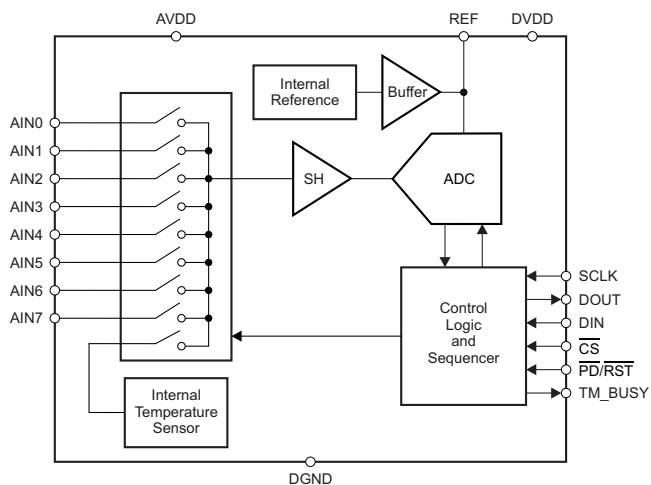 AVDD
REF
DVDD
Internal
Reference
Buffer
AIN0
AIN1
AIN2
AIN3
AIN4
AIN5
AIN6
AIN7
SH
ADC
Control
Logic
and
Sequencer
SCLK
DOUT
DIN
CS
PD/RST
TM_BUSY
Internal
Temperature
Sensor
DGND